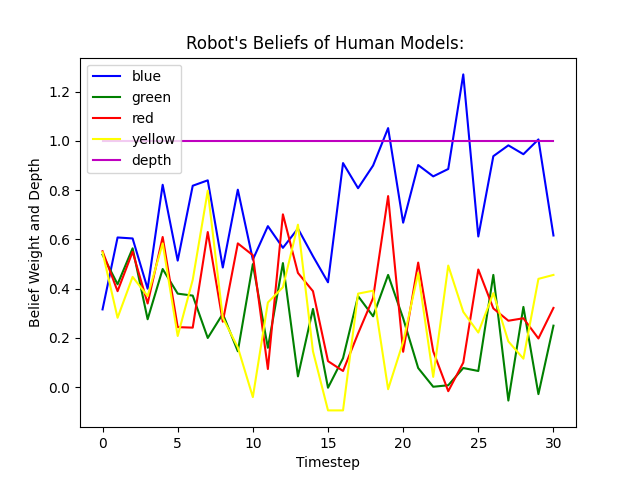 Robot's Beliefs of Human Models:
blue
green
red
yellow
depth
Belief Weight and Depth
1.2
1.0
0.8
0.6
0.4
0.2
0.0
0 5 10 15 20 25 30
Timestep